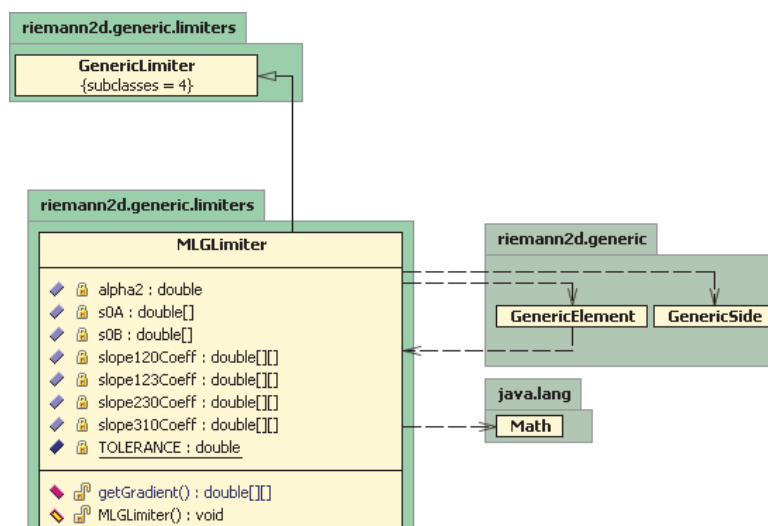 riemann2d.generic.limiters
GenericLimiter
{subclasses = 4}
riemann2d.generic.limiters
MLGLimiter
alpha2 : double
s0A : double[]
s0B : double[]
slope120Coeff : double[][]
slope123Coeff : double[][]
slope230Coeff : double[][]
slope310Coeff : double[][]
TOLERANCE : double
getGradient() : double[][]
MLGLimiter() : void
riemann2d.generic
GenericElement
GenericSide
java.lang
Math